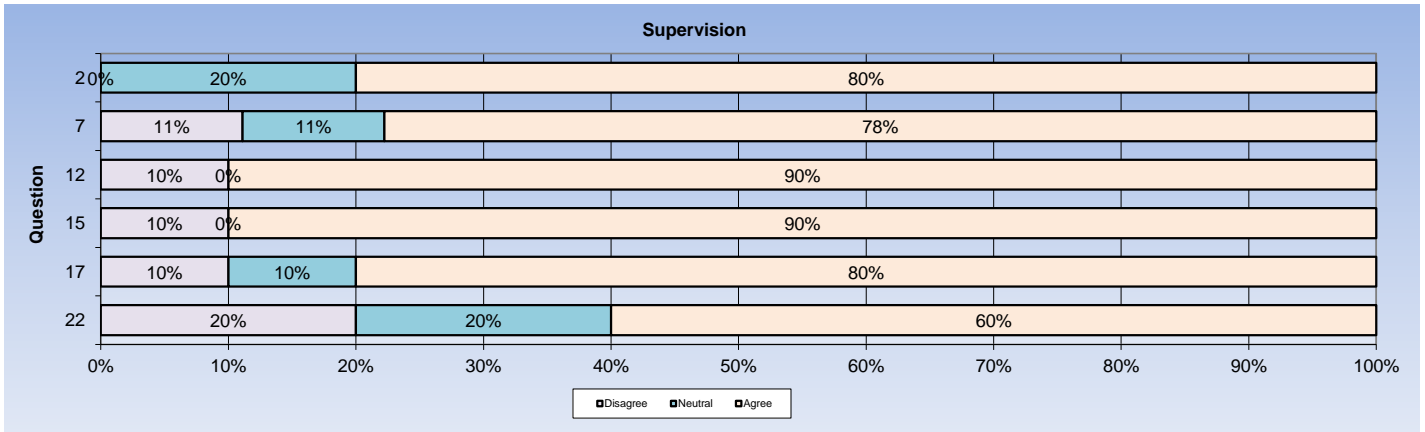 Supervision
2 0% 20% 80%
7 11% 11% 78%
12 10% 0% 90%
15 10% 0% 90%
17 10% 10% 80%
22 20% 20% 60%
Question
0% 10% 20% 30% 40% 50% 60% 70% 80% 90% 100%
Disagree Neutral Agree